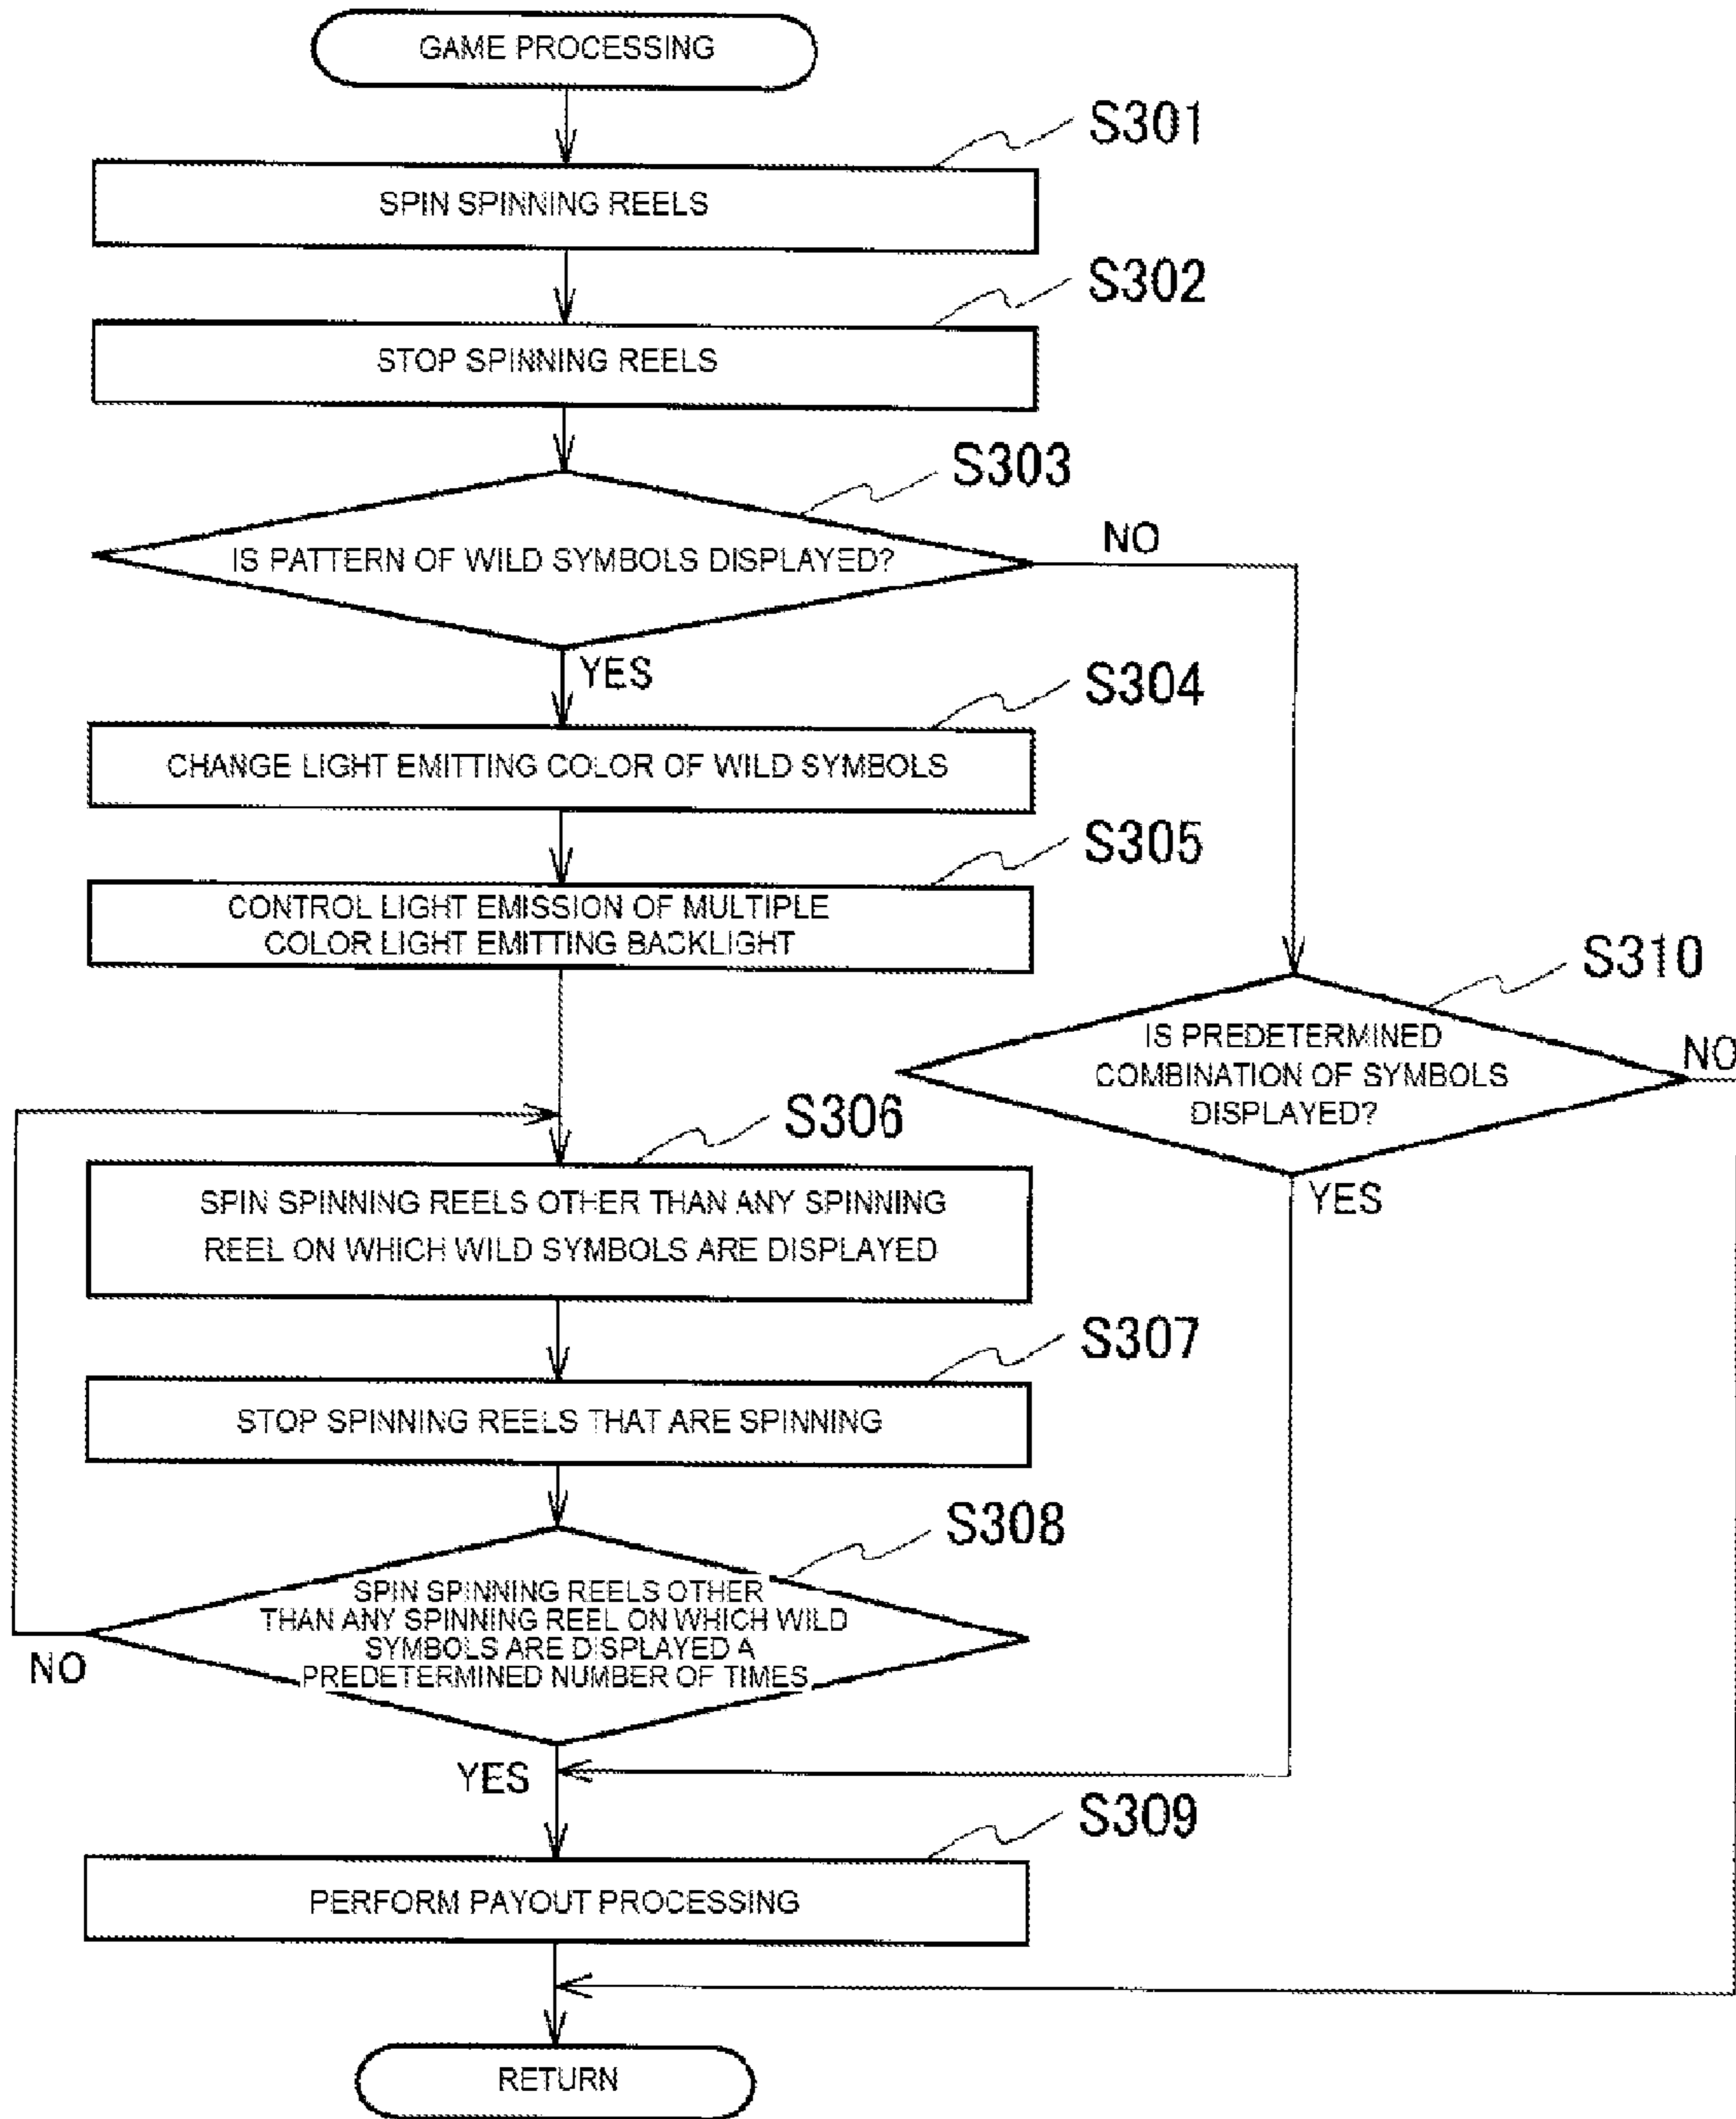 GAME PROCESSING
S301
SPIN SPINNING REELS
S302
STOP SPINNING REELS
S303
IS PATTERN OF WILD SYMBOLS DISPLAYED?
NO
YES
S304
CHANGE LIGHT EMITTING COLOR OF WILD SYMBOLS
S305
CONTROL LIGHT EMISSION OF MULTIPLE
COLOR LIGHT EMITTING BACKLIGHT
S310
IS PREDETERMINED
COMBINATION OF SYMBOLS
DISPLAYED?
NO
YES
S306
SPIN SPINNING REELS OTHER THAN ANY SPINNING
REEL ON WHICH WILD SYMBOLS ARE DISPLAYED
S307
STOP SPINNING REELS THAT ARE SPINNING
S308
SPIN SPINNING REELS OTHER
THAN ANY SPINNING REEL ON WHICH WILD
SYMBOLS ARE DISPLAYED A
PREDETERMINED NUMBER OF TIMES
NO
YES
S309
PERFORM PAYOUT PROCESSING
RETURN